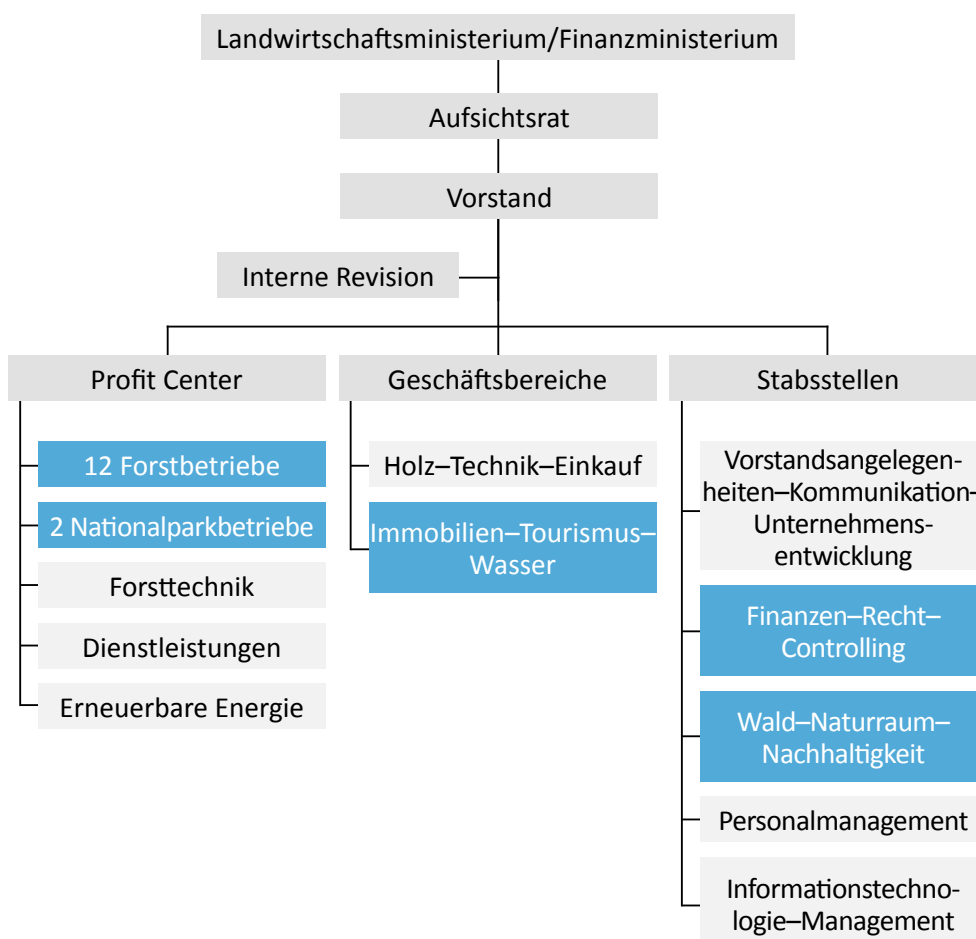 Landwirtschaftsministerium/Finanzministerium
Aufsichtsrat
Vorstand
Interne Revision
Profit Center
12 Forstbetriebe
2 Nationalparkbetriebe
Forsttechnik
Dienstleistungen
Erneuerbare Energie
Geschäftsbereiche
Holz–Technik–Einkauf
Immobilien–Tourismus–
Wasser
Stabsstellen
Vorstandsangelegen-
heiten–Kommunikation–
Unternehmens-
entwicklung
Finanzen–Recht–
Controlling
Wald–Naturraum–
Nachhaltigkeit
Personalmanagement
Informationstechno-
logie–Management